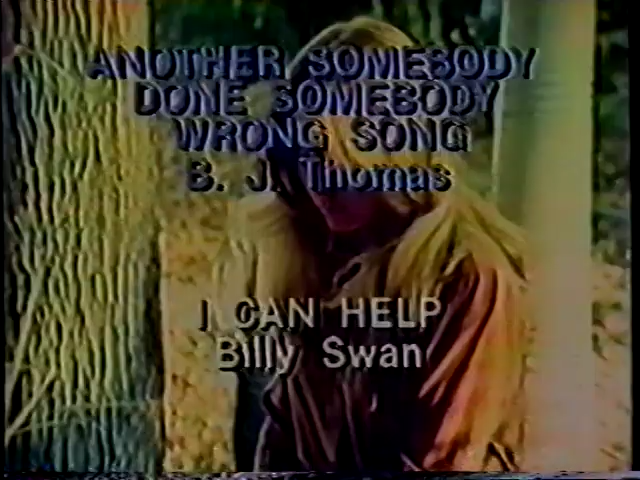 ANOTHER SOMEBODY
DONE SOMEBODY
WRONG SONG
B. J. Thomas
I CAN HELP
Billy Swan